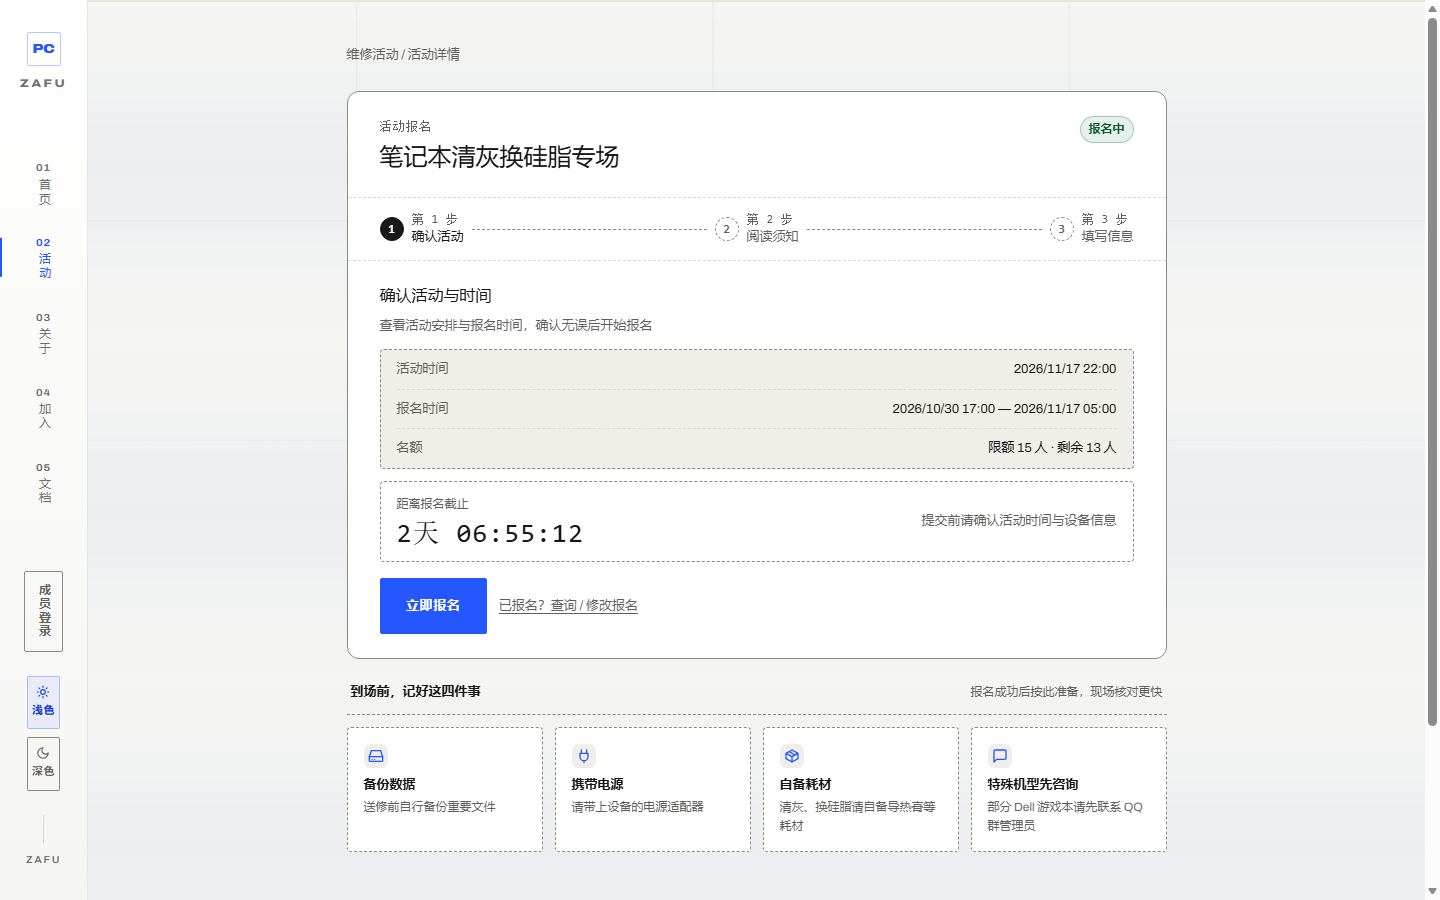 PC
ZAFU
01
首页
02
活动
03
关于
04
加入
05
文档
成员登录
浅色
深色
ZAFU
维修活动 / 活动详情
活动报名
笔记本清灰换硅脂专场
报名中
1
第 1 步
确认活动
2
第 2 步
阅读须知
3
第 3 步
填写信息
确认活动与时间
查看活动安排与报名时间，确认无误后开始报名
活动时间 2026/11/17 22:00
报名时间 2026/10/30 17:00 — 2026/11/17 05:00
名额 限额 15 人 · 剩余 13 人
距离报名截止
2天 06:55:12
提交前请确认活动时间与设备信息
立即报名
已报名？查询 / 修改报名
到场前，记好这四件事
报名成功后按此准备，现场核对更快
备份数据
送修前自行备份重要文件
携带电源
请带上设备的电源适配器
自备耗材
清灰、换硅脂请自备导热膏等
耗材
特殊机型先咨询
部分 Dell 游戏本请先联系 QQ
群管理员